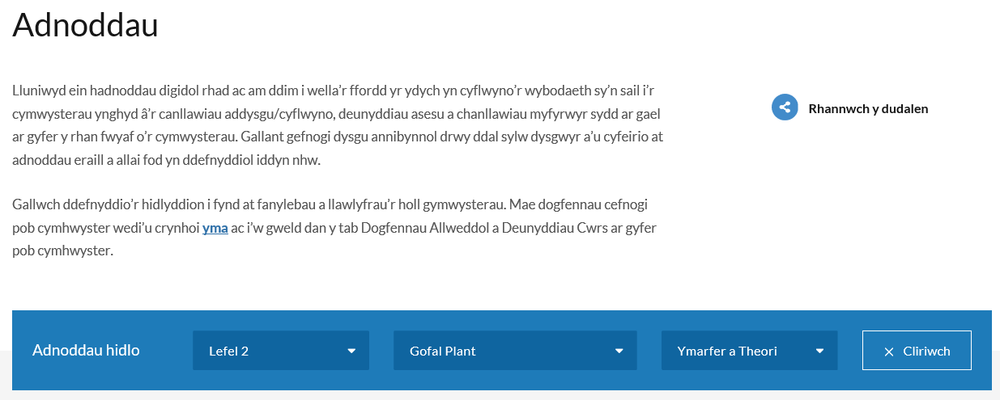 Adnoddau
Lluniwyd ein hadnoddau digidol rhad ac am ddim i wella’r ffordd yr ydych yn cyflwyno’r wybodaeth sy’n sail i’r
cymwysterau ynghyd â’r canllawiau addysgu/cyflwyno, deunyddiau asesu a chanllawiau myfyrwyr sydd ar gael
ar gyfer y rhan fwyaf o’r cymwysterau. Gallant gefnogi dysgu annibynnol drwy ddal sylw dysgwyr a’u cyfeirio at
adnoddau eraill a allai fod yn ddefnyddiol iddyn nhw.
Rhannwch y dudalen
Gallwch ddefnyddio’r hidlyddion i fynd at fanylebau a llawlyfrau’r holl gymwysterau. Mae dogfennau cefnogi
pob cymhwyster wedi’u crynhoi yma ac i’w gweld dan y tab Dogfennau Allweddol a Deunyddiau Cwrs ar gyfer
pob cymhwyster.
Adnoddau hidlo Lefel 2 Gofal Plant Ymarfer a Theori Cliriwch